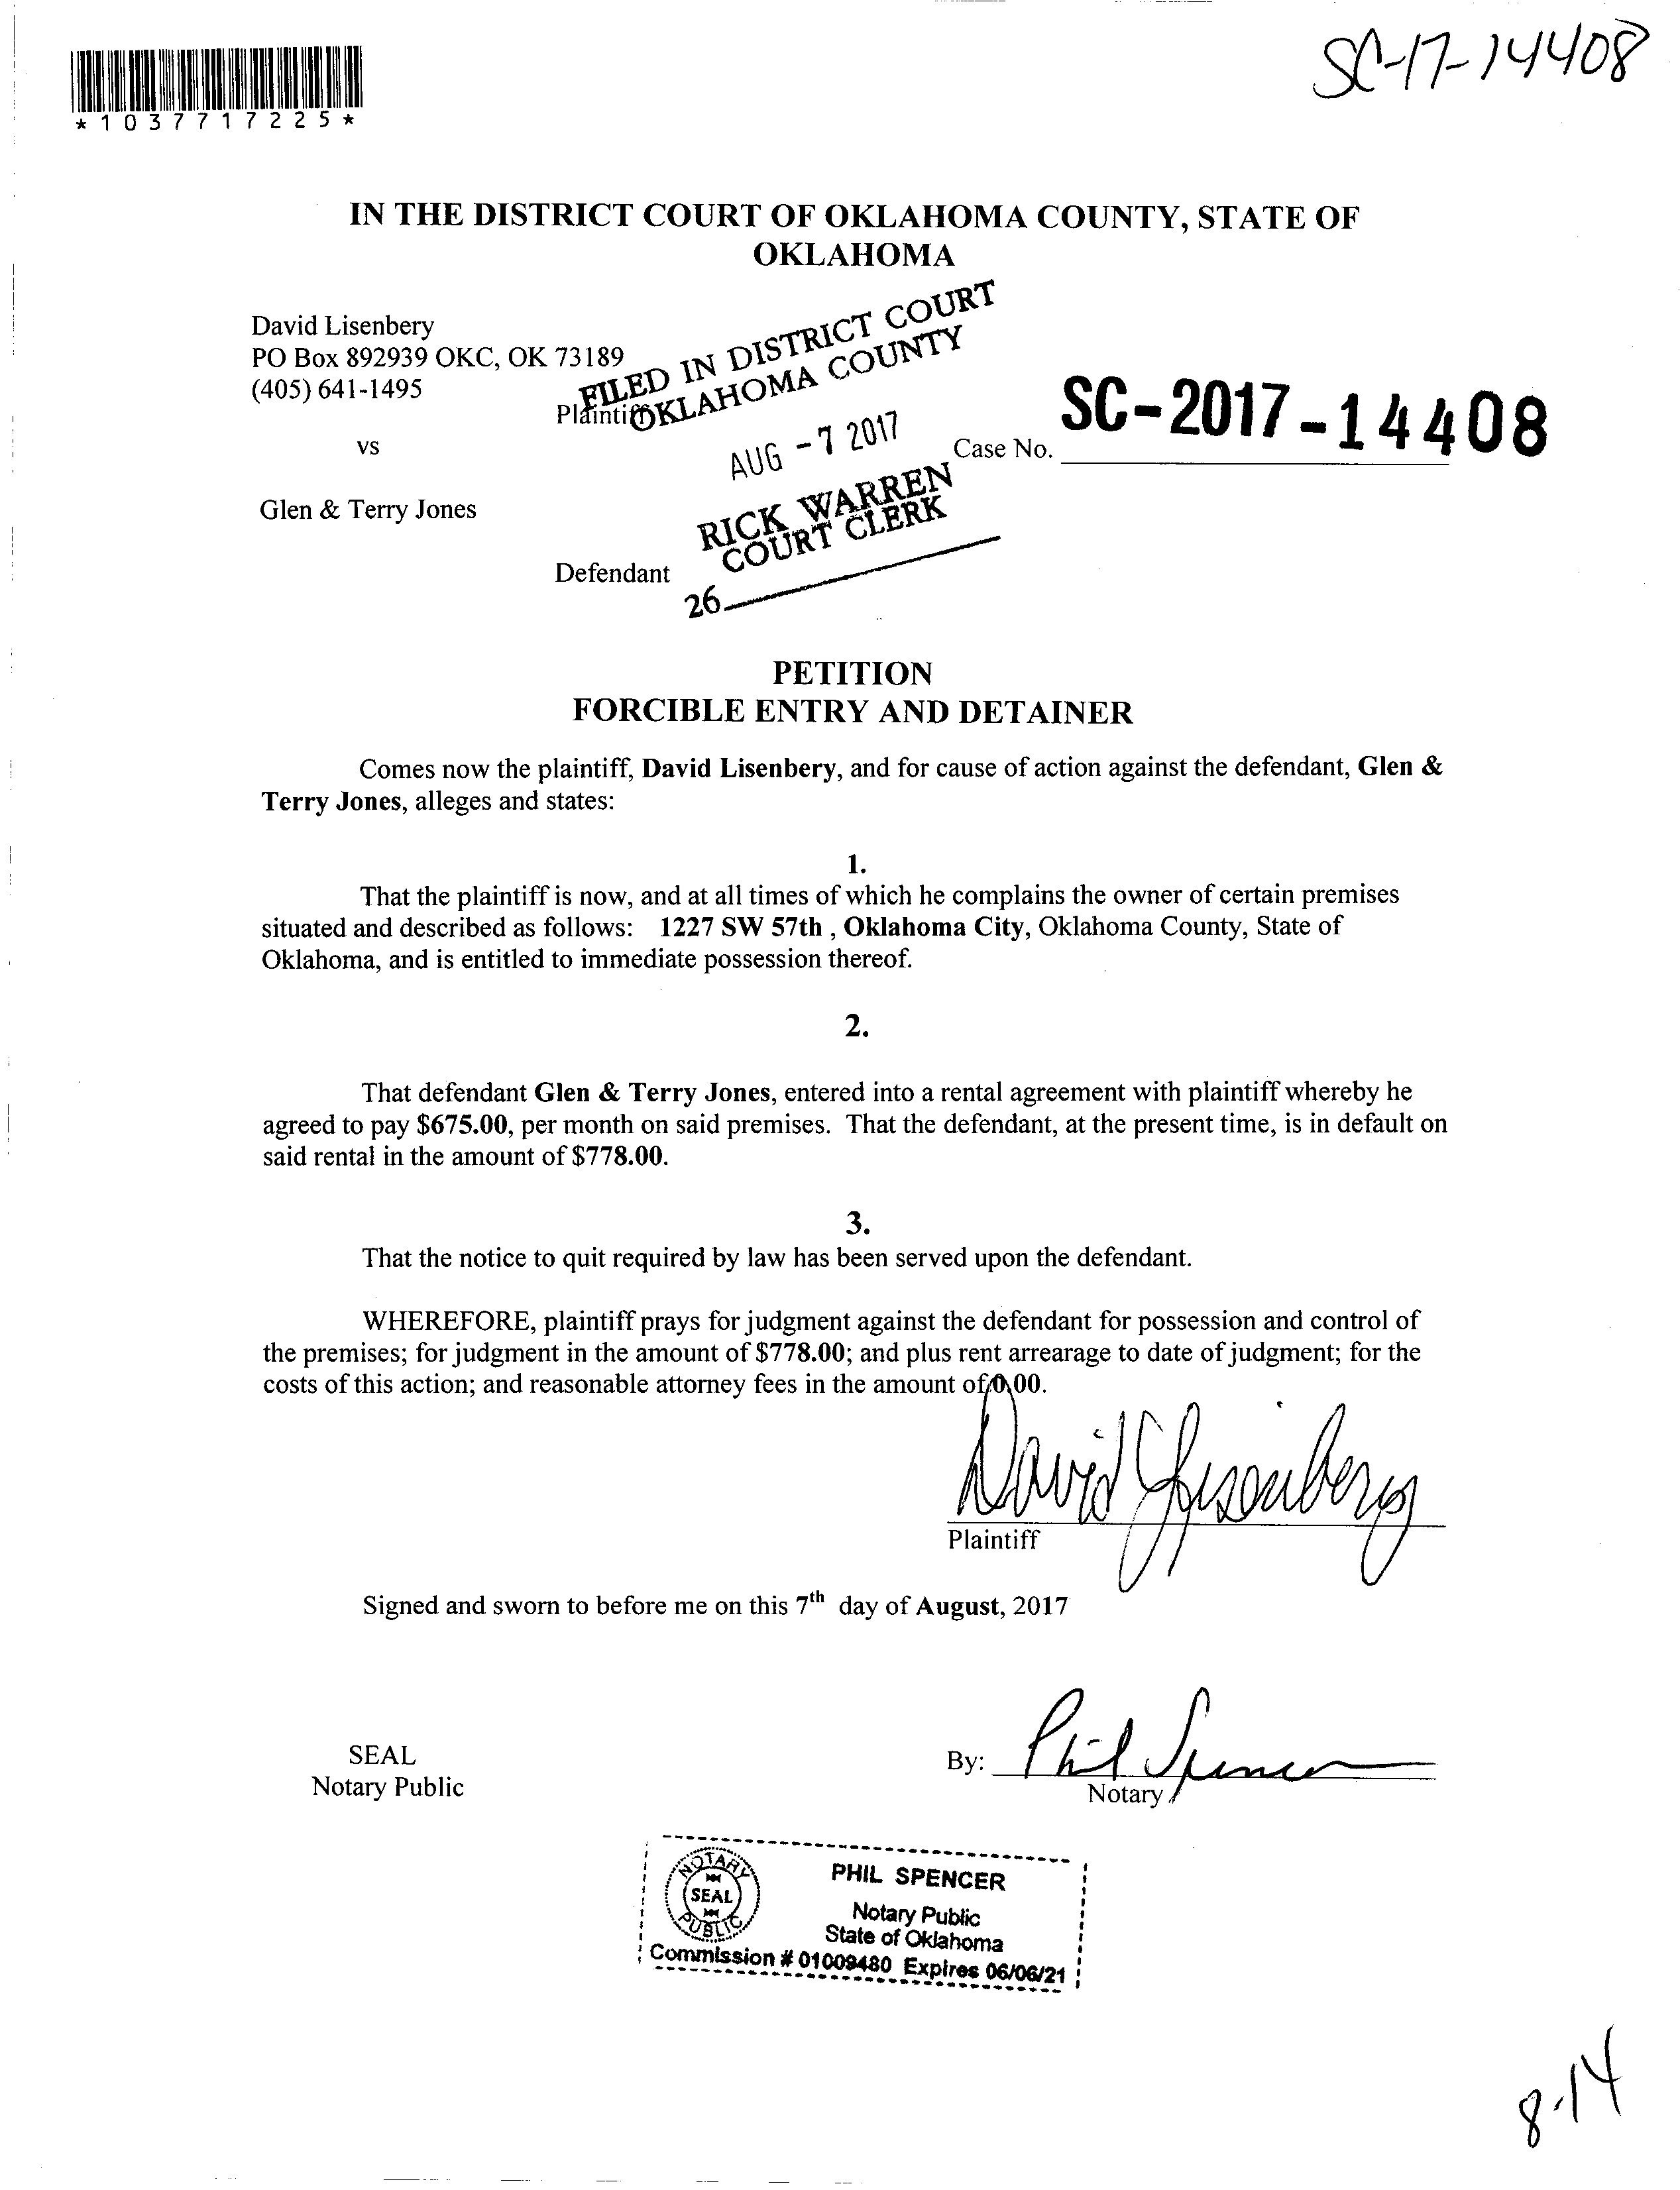 SC-17-14408
*1037717225*
IN THE DISTRICT COURT OF OKLAHOMA COUNTY, STATE OF
OKLAHOMA
David Lisenbery
PO Box 892939 OKC, OK 73189
(405) 641-1495
Plaintiff
FILED IN DISTRICT COURT
OKLAHOMA COUNTY
AUG -7 2017
RICK WARREN
COURT CLERK
26
vs
Case No. SC-2017-14408
Glen & Terry Jones
Defendant
PETITION
FORCIBLE ENTRY AND DETAINER
Comes now the plaintiff, David Lisenbery, and for cause of action against the defendant, Glen &
Terry Jones, alleges and states:
1.
That the plaintiff is now, and at all times of which he complains the owner of certain premises
situated and described as follows: 1227 SW 57th , Oklahoma City, Oklahoma County, State of
Oklahoma, and is entitled to immediate possession thereof.
2.
That defendant Glen & Terry Jones, entered into a rental agreement with plaintiff whereby he
agreed to pay $675.00, per month on said premises. That the defendant, at the present time, is in default on
said rental in the amount of $778.00.
3.
That the notice to quit required by law has been served upon the defendant.
WHEREFORE, plaintiff prays for judgment against the defendant for possession and control of
the premises; for judgment in the amount of $778.00; and plus rent arrearage to date of judgment; for the
costs of this action; and reasonable attorney fees in the amount of 0.00.
David Lisenbery
Plaintiff
Signed and sworn to before me on this 7th day of August, 2017
SEAL
Notary Public
By: Phil Spencer
Notary
NOTARY
SEAL
PUBLIC
PHIL SPENCER
Notary Public
State of Oklahoma
Commission # 01009480 Expires 06/06/21
8-14